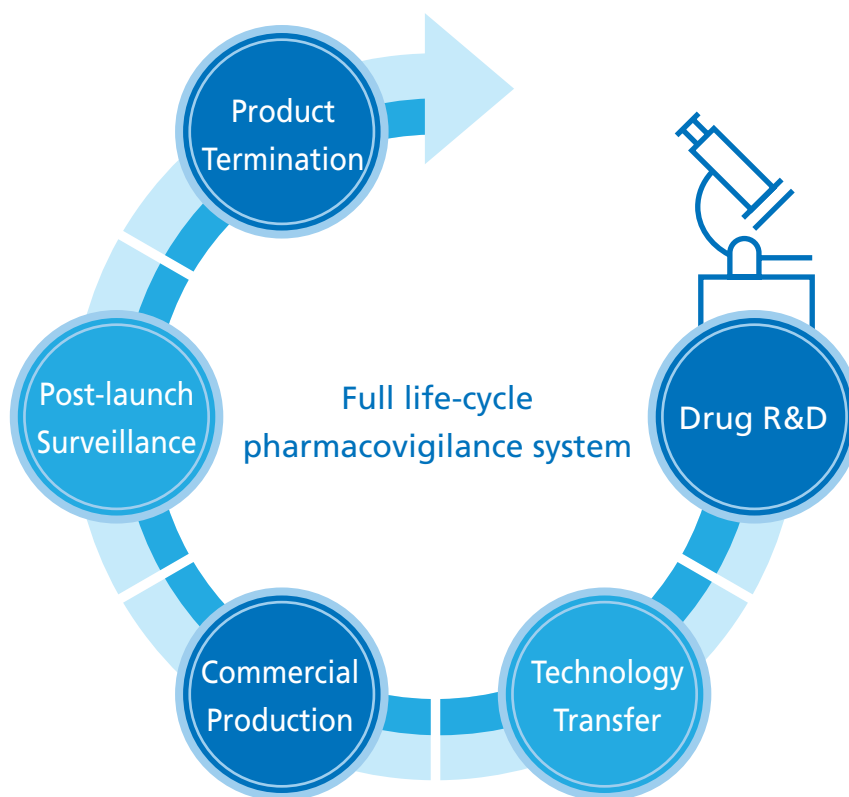 Product
Termination
Post-launch
Surveillance
Full life-cycle
pharmacovigilance system
Drug R&D
Commercial
Production
Technology
Transfer